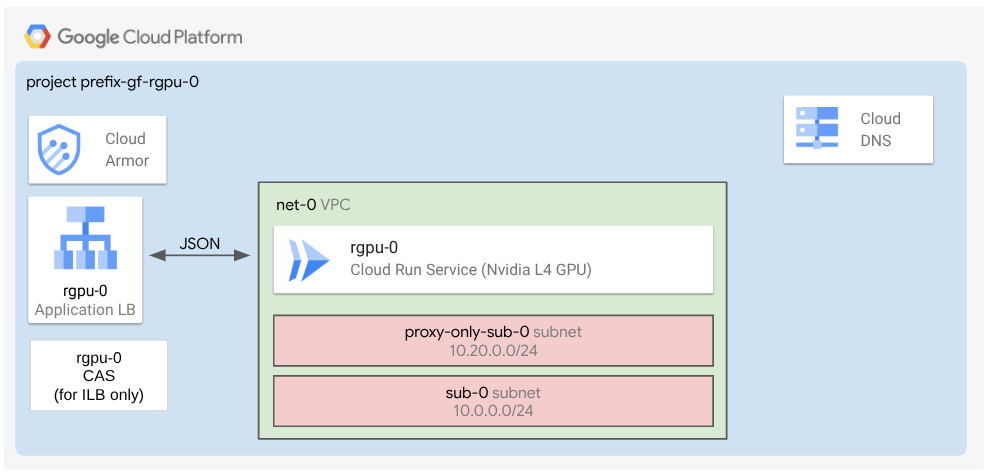 Google Cloud Platform
project prefix-gf-rgpu-0
Cloud
Armor
Cloud
DNS
rgpu-0
Application LB
JSON
net-0 VPC
rgpu-0
Cloud Run Service (Nvidia L4 GPU)
proxy-only-sub-0 subnet
10.20.0.0/24
sub-0 subnet
10.0.0.0/24
rgpu-0
CAS
(for ILB only)